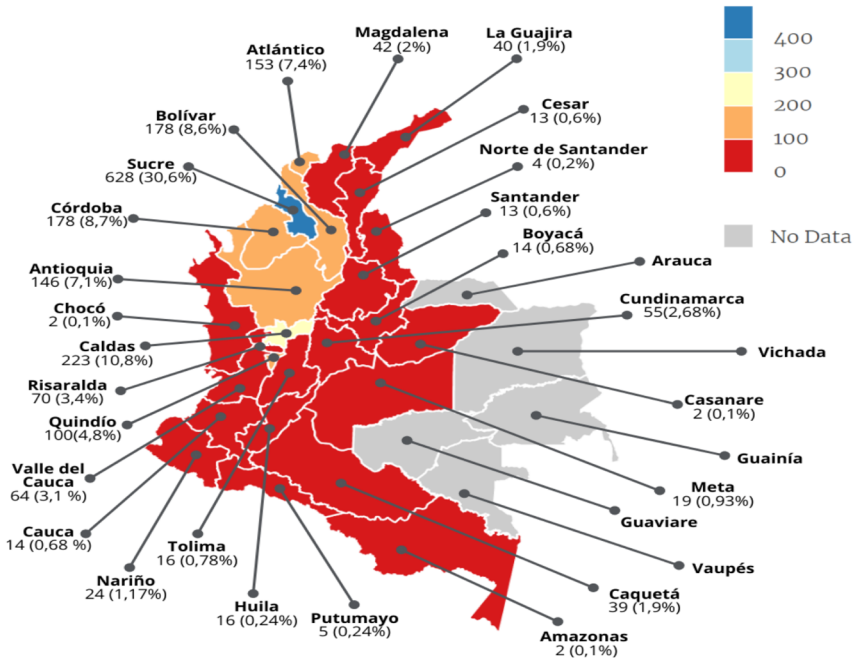 Magdalena
42 (2%)
La Guajira
40 (1,9%)
Atlántico
153 (7,4%)
Cesar
13 (0,6%)
Bolívar
178 (8,6%)
Norte de Santander
4 (0,2%)
Sucre
628 (30,6%)
Santander
13 (0,6%)
Córdoba
178 (8,7%)
Boyacá
14 (0,68%)
Antioquia
146 (7,1%)
Arauca
Chocó
2 (0,1%)
Cundinamarca
55(2,68%)
Caldas
223 (10,8%)
Vichada
Risaralda
70 (3,4%)
Casanare
2 (0,1%)
Quindío
100(4,8%)
Guainía
Valle del
Cauca
64 (3,1 %)
Meta
19 (0,93%)
Guaviare
Cauca
14 (0,68 %)
Tolima
16 (0,78%)
Vaupés
Nariño
24 (1,17%)
Caquetá
39 (1,9%)
Huila
16 (0,24%)
Putumayo
5 (0,24%)
Amazonas
2 (0,1%)
400
300
200
100
0
No Data